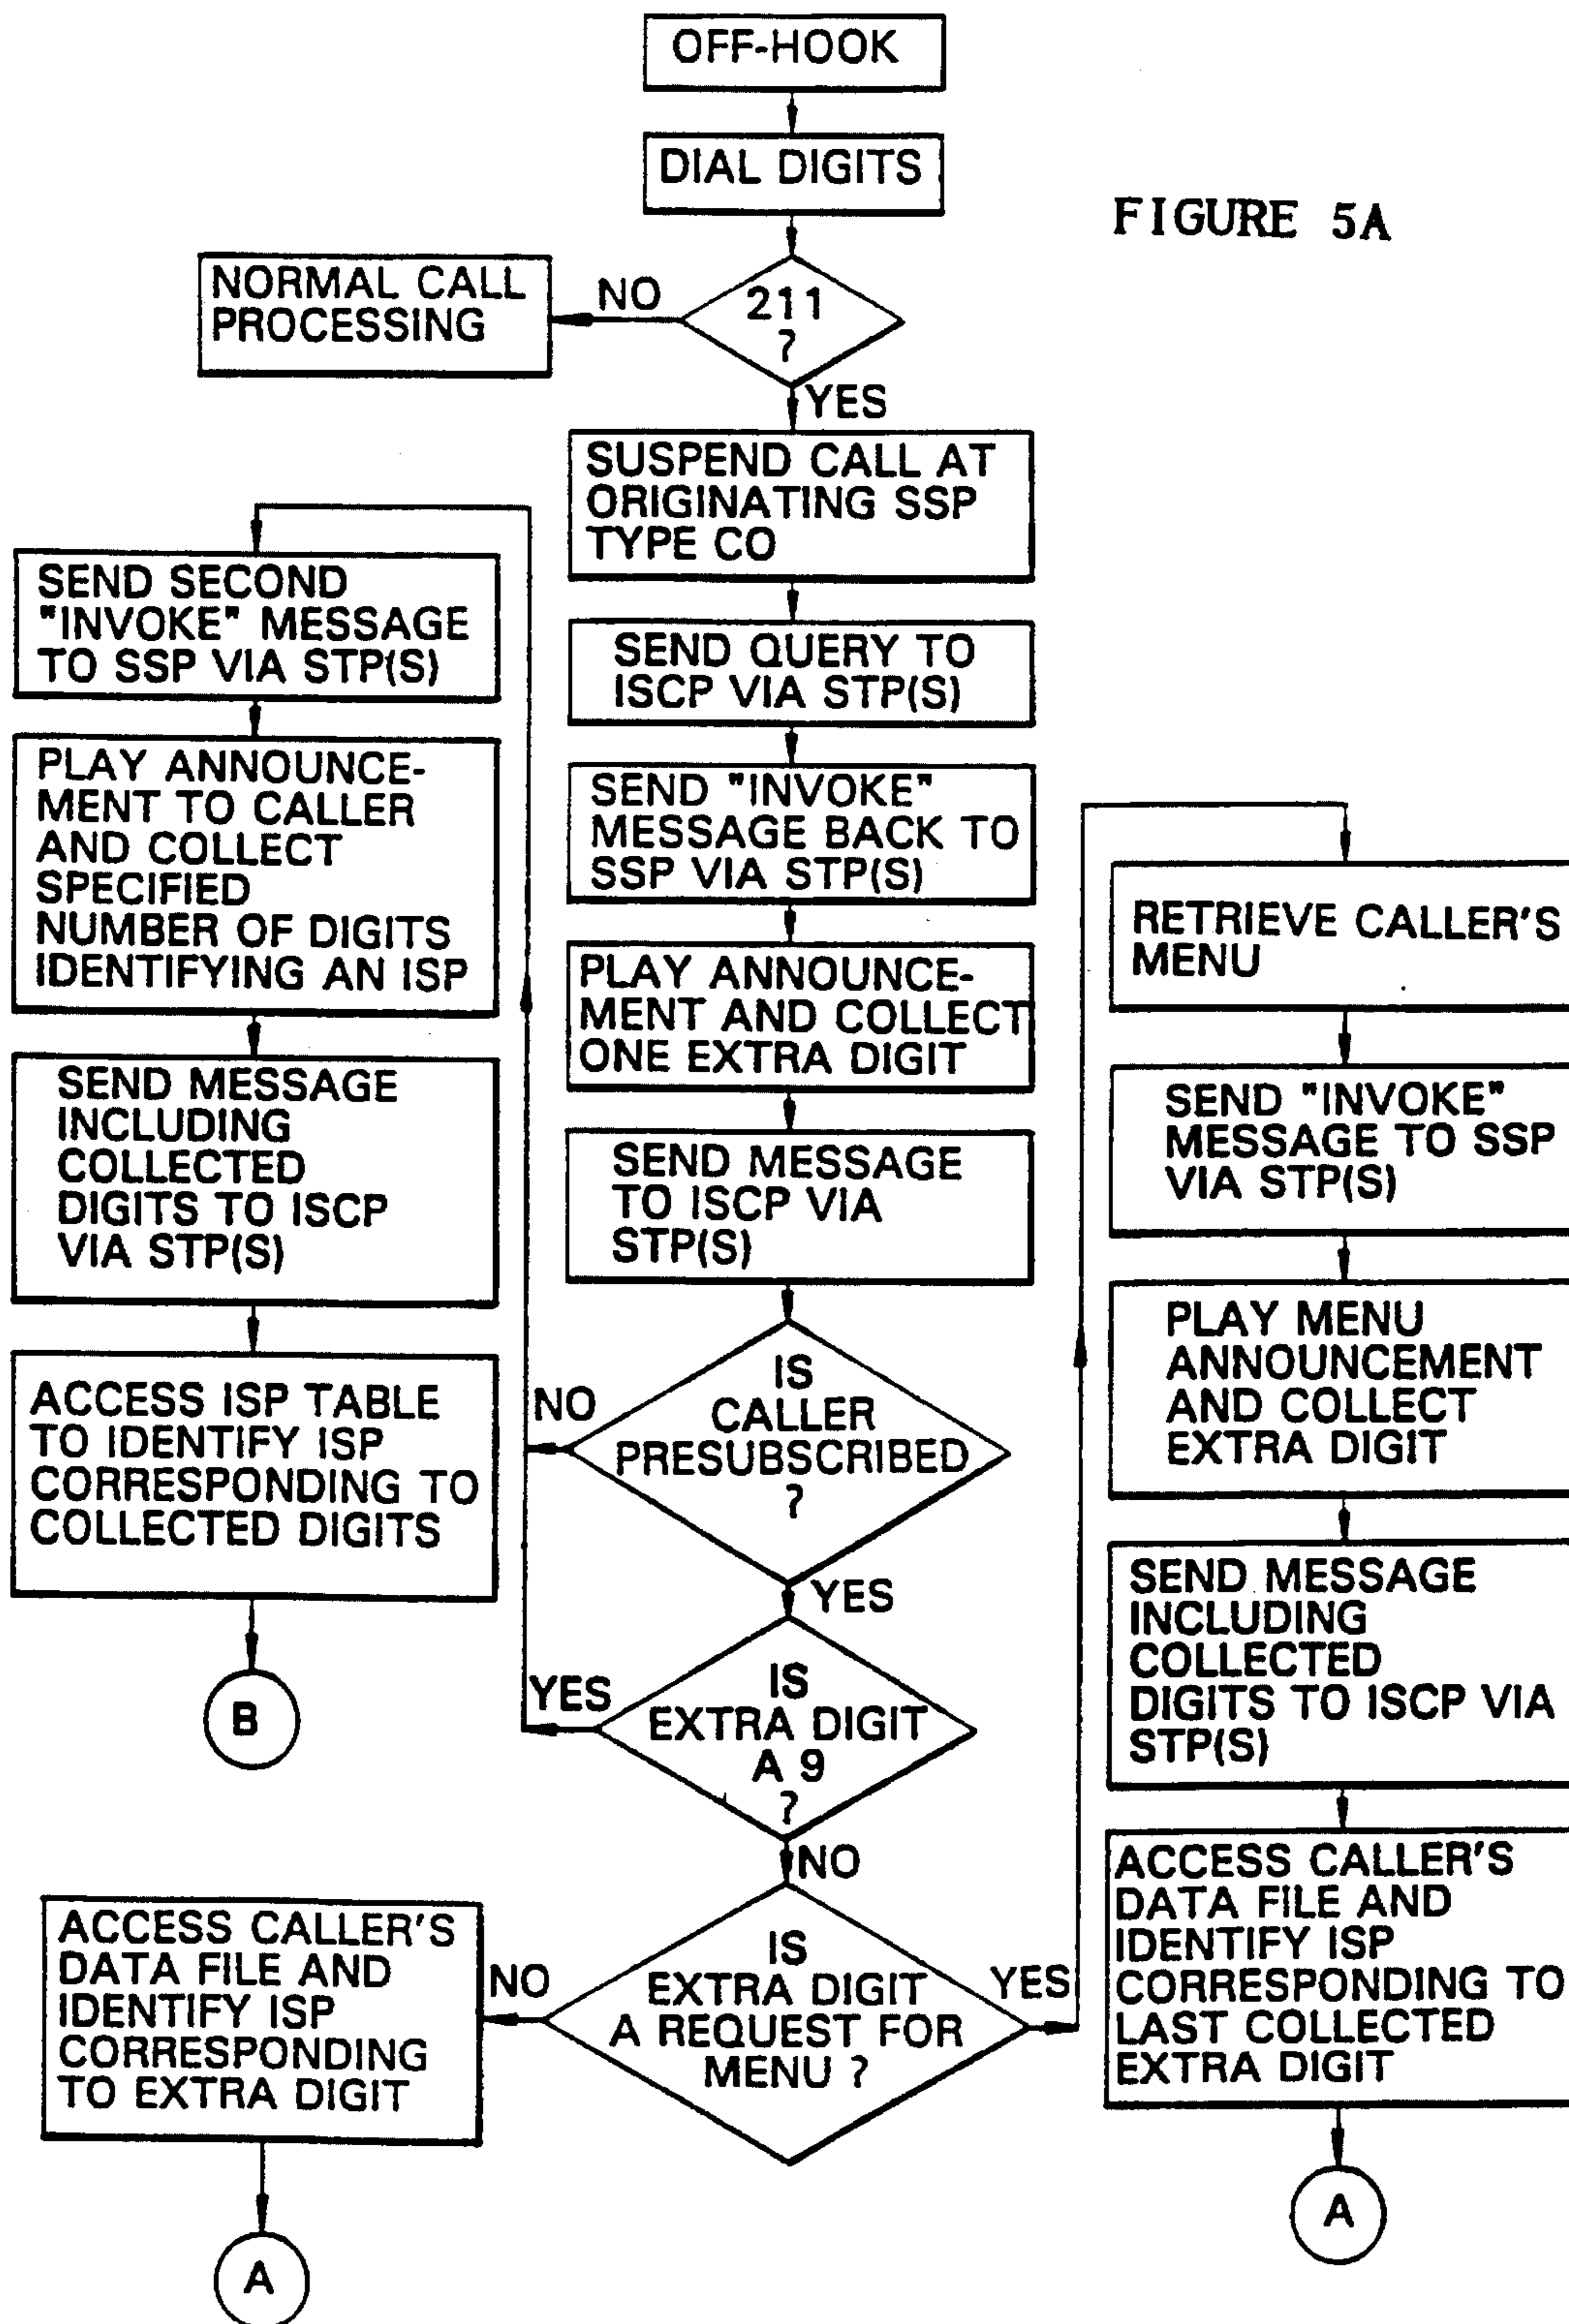 OFF-HOOK
DIAL DIGITS
FIGURE 5A
211
?
NO
NORMAL CALL
PROCESSING
YES
SUSPEND CALL AT
ORIGINATING SSP
TYPE CO
SEND QUERY TO
ISCP VIA STP(S)
SEND "INVOKE"
MESSAGE BACK TO
SSP VIA STP(S)
PLAY ANNOUNCE-
MENT AND COLLECT
ONE EXTRA DIGIT
SEND MESSAGE
TO ISCP VIA
STP(S)
IS
CALLER
PRESUBSCRIBED
?
NO
YES
IS
EXTRA DIGIT
A 9
?
YES
NO
IS
EXTRA DIGIT
A REQUEST FOR
MENU ?
NO
YES
SEND SECOND
"INVOKE" MESSAGE
TO SSP VIA STP(S)
PLAY ANNOUNCE-
MENT TO CALLER
AND COLLECT
SPECIFIED
NUMBER OF DIGITS
IDENTIFYING AN ISP
SEND MESSAGE
INCLUDING
COLLECTED
DIGITS TO ISCP
VIA STP(S)
ACCESS ISP TABLE
TO IDENTIFY ISP
CORRESPONDING TO
COLLECTED DIGITS
B
ACCESS CALLER'S
DATA FILE AND
IDENTIFY ISP
CORRESPONDING
TO EXTRA DIGIT
A
RETRIEVE CALLER'S
MENU
SEND "INVOKE"
MESSAGE TO SSP
VIA STP(S)
PLAY MENU
ANNOUNCEMENT
AND COLLECT
EXTRA DIGIT
SEND MESSAGE
INCLUDING
COLLECTED
DIGITS TO ISCP VIA
STP(S)
ACCESS CALLER'S
DATA FILE AND
IDENTIFY ISP
CORRESPONDING TO
LAST COLLECTED
EXTRA DIGIT
A